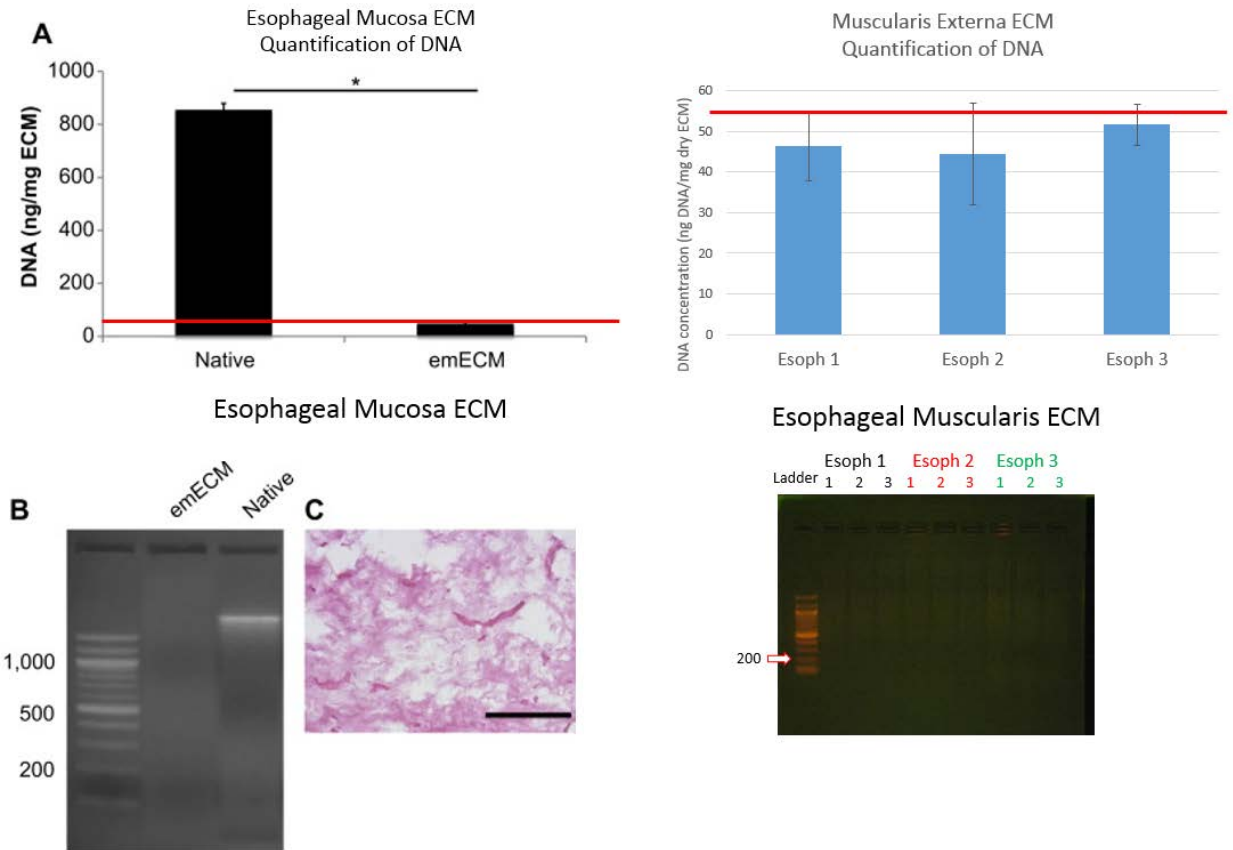 A
Esophageal Mucosa ECM
Quantification of DNA
DNA (ng/mg ECM)
1000
800
600
400
200
0
*
Native
emECM
Muscularis Externa ECM
Quantification of DNA
DNA concentration (ng DNA/mg dry ECM)
60
50
40
30
20
10
0
Esoph 1
Esoph 2
Esoph 3
Esophageal Mucosa ECM
B
emECM
Native
1,000
500
200
C
Esophageal Muscularis ECM
Esoph 1 Esoph 2 Esoph 3
Ladder 1 2 3 1 2 3 1 2 3
200